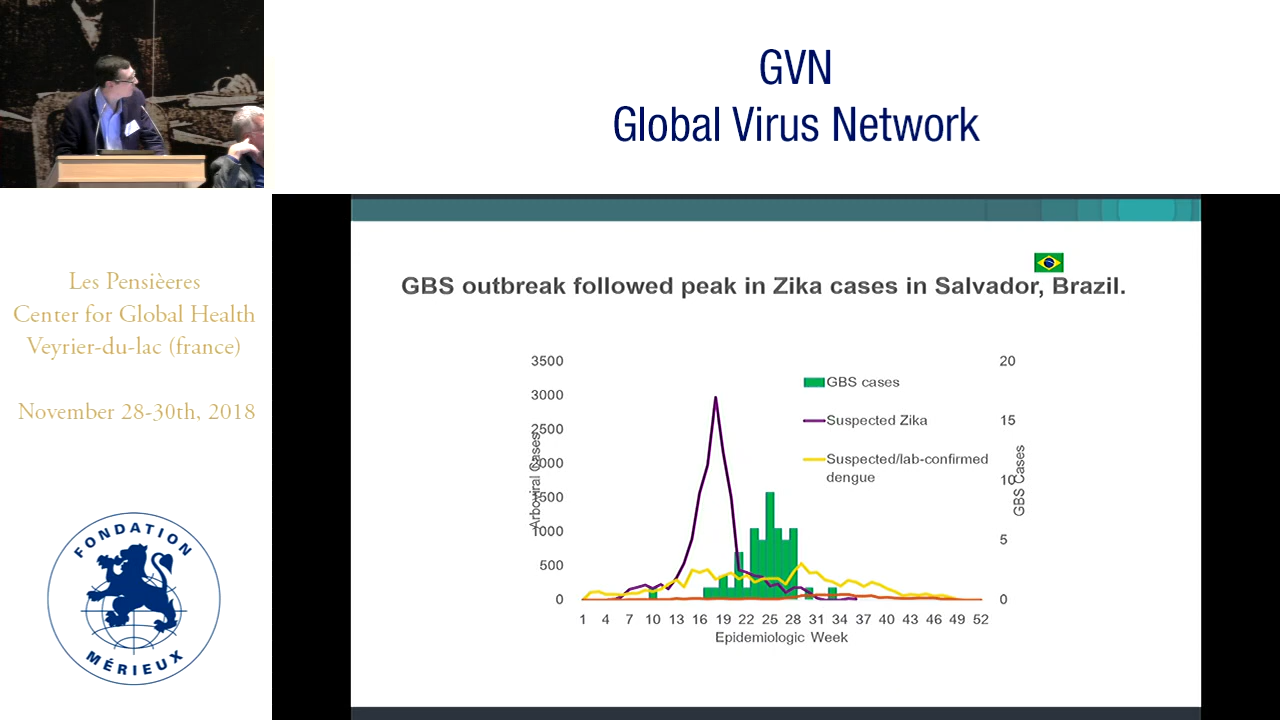 GVN
Global Virus Network
Les Pensièeres
Center for Global Health
Veyrier-du-lac (france)
November 28-30th, 2018
FONDATION
MÉRIEUX
GBS outbreak followed peak in Zika cases in Salvador, Brazil.
3500
3000
2500
2000
1500
1000
500
0
Arboviral Cases
GBS cases
Suspected Zika
Suspected/lab-confirmed
dengue
20
15
10
5
0
GBS Cases
1 4 7 10 13 16 19 22 25 28 31 34 37 40 43 46 49 52
Epidemiologic Week